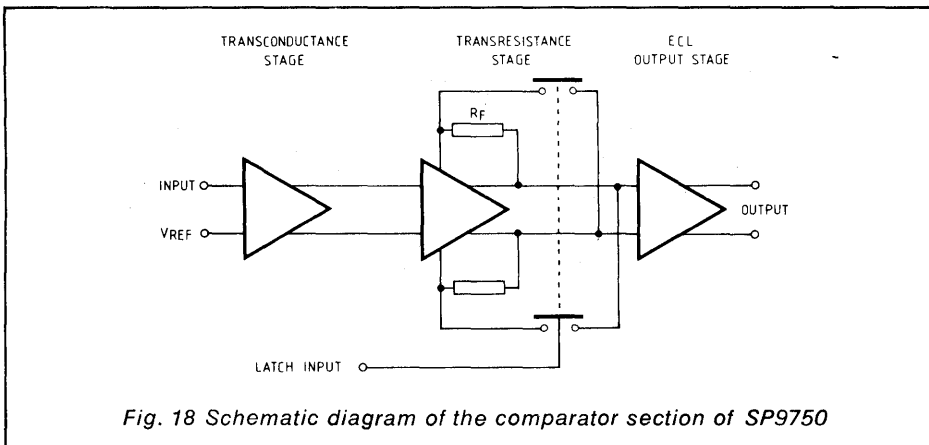 TRANSCONDUCTANCE
STAGE
TRANSRESISTANCE
STAGE
ECL
OUTPUT STAGE
RF
INPUT
VREF
OUTPUT
LATCH INPUT
Fig. 18 Schematic diagram of the comparator section of SP9750